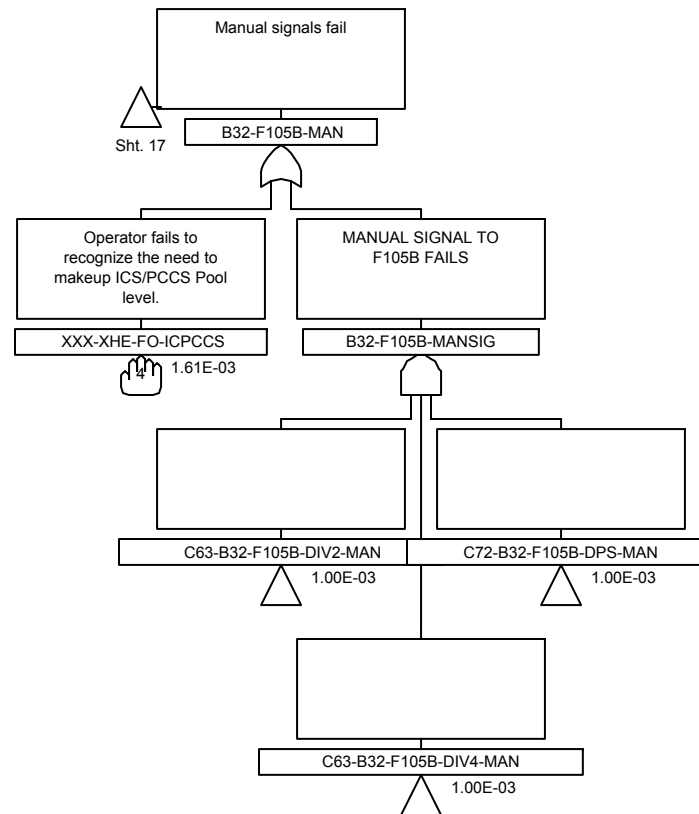 Manual signals fail
Sht. 17
B32-F105B-MAN
Operator fails to
recognize the need to
makeup ICS/PCCS Pool
level.
XXX-XHE-FO-ICPCCS
4
1.61E-03
MANUAL SIGNAL TO
F105B FAILS
B32-F105B-MANSIG
C63-B32-F105B-DIV2-MAN
1.00E-03
C72-B32-F105B-DPS-MAN
1.00E-03
C63-B32-F105B-DIV4-MAN
1.00E-03